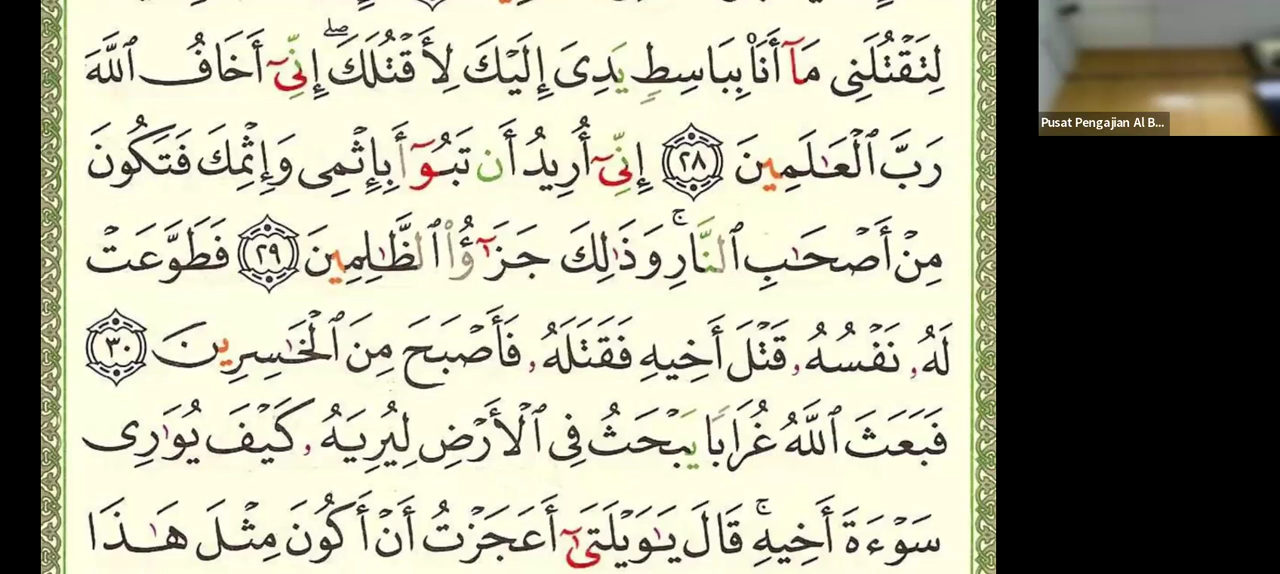 لِتَقْتُلَنِى مَآ أَنَا۠ بِبَاسِطٍ يَدِىَ إِلَيْكَ لِأَقْتُلَكَ ۖ إِنِّىٓ أَخَافُ ٱللَّهَ
رَبَّ ٱلْعَـٰلَمِينَ ٢٨ إِنِّىٓ أُرِيدُ أَن تَبُوٓأَ بِإِثْمِى وَإِثْمِكَ فَتَكُونَ
مِنْ أَصْحَـٰبِ ٱلنَّارِ ۚ وَذَٰلِكَ جَزَٰٓؤُا۟ ٱلظَّـٰلِمِينَ ٢٩ فَطَوَّعَتْ
لَهُۥ نَفْسُهُۥ قَتْلَ أَخِيهِ فَقَتَلَهُۥ فَأَصْبَحَ مِنَ ٱلْخَـٰسِرِينَ ٣٠
فَبَعَثَ ٱللَّهُ غُرَابًا يَبْحَثُ فِى ٱلْأَرْضِ لِيُرِيَهُۥ كَيْفَ يُوَٰرِى
سَوْءَةَ أَخِيهِ ۚ قَالَ يَـٰوَيْلَتَىٰٓ أَعَجَزْتُ أَنْ أَكُونَ مِثْلَ هَـٰذَا
Pusat Pengajian Al B...